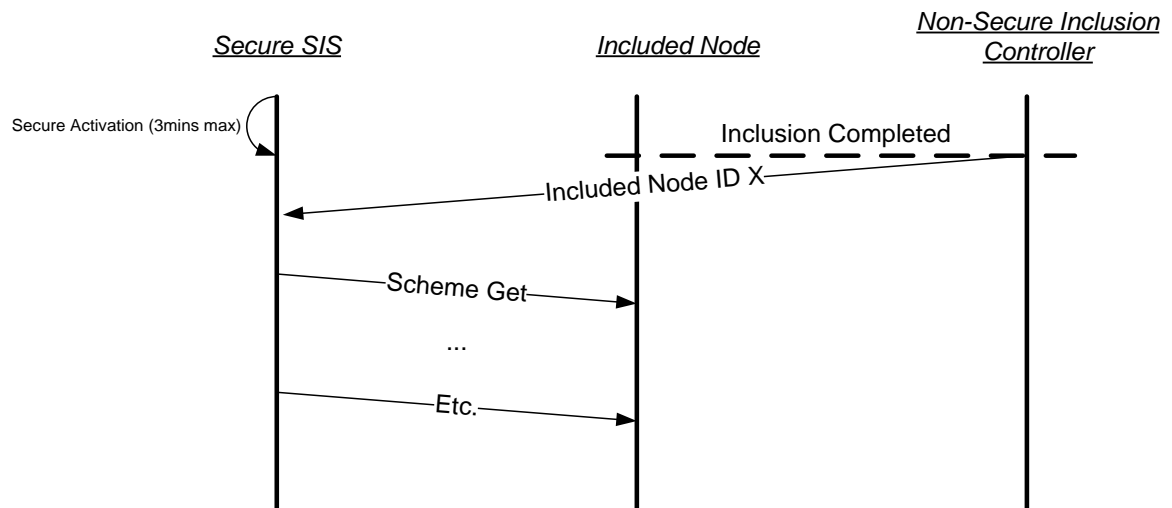 Secure SIS
Included Node
Non-Secure Inclusion
Controller
Secure Activation (3mins max)
Inclusion Completed
Included Node ID X
Scheme Get
...
Etc.